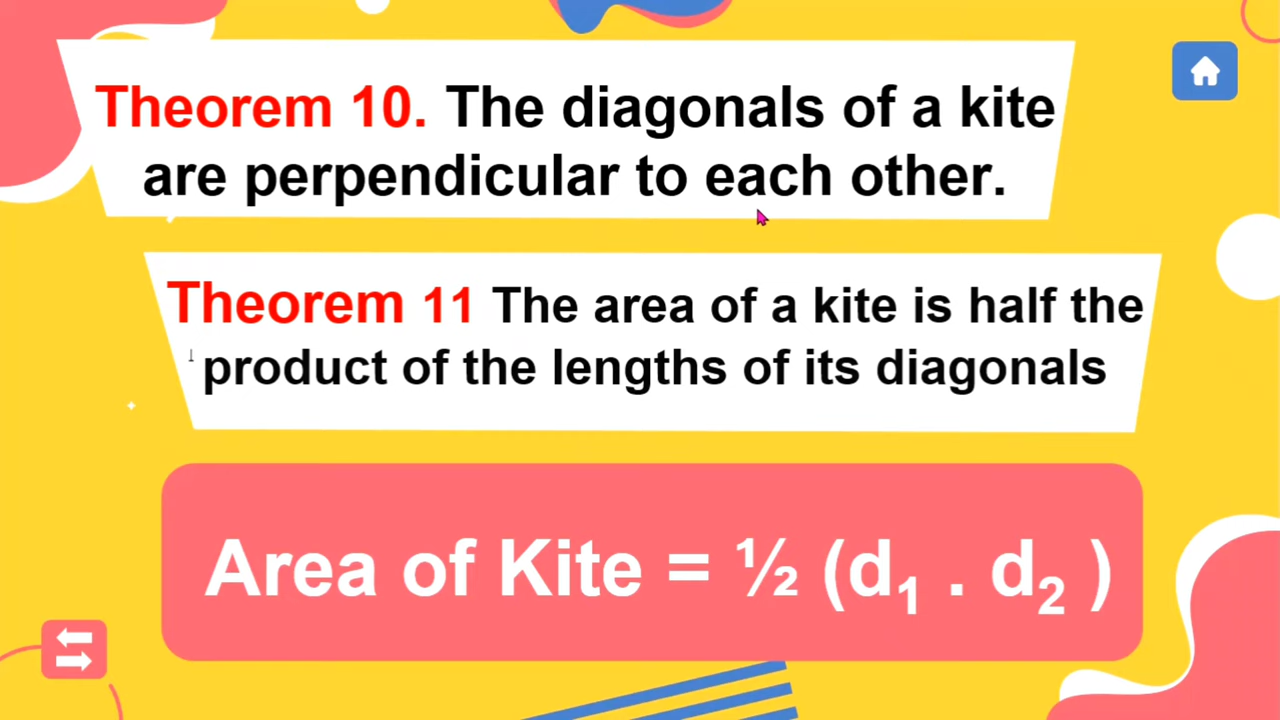 Theorem 10. The diagonals of a kite
are perpendicular to each other.
Theorem 11 The area of a kite is half the
product of the lengths of its diagonals
Area of Kite = ½ (d₁ . d₂ )